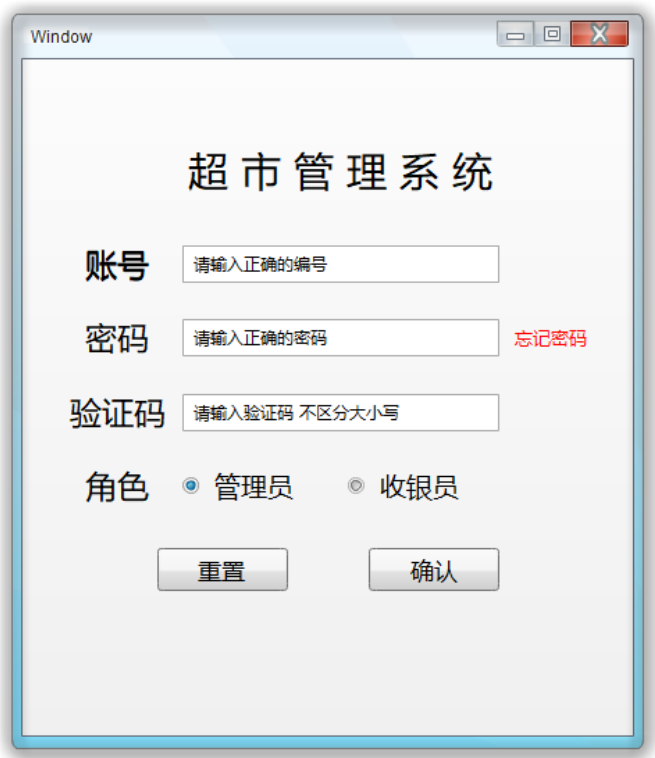 Window
超市管理系统
账号 请输入正确的编号
密码 请输入正确的密码 忘记密码
验证码 请输入验证码 不区分大小写
角色 管理员 收银员
重置 确认